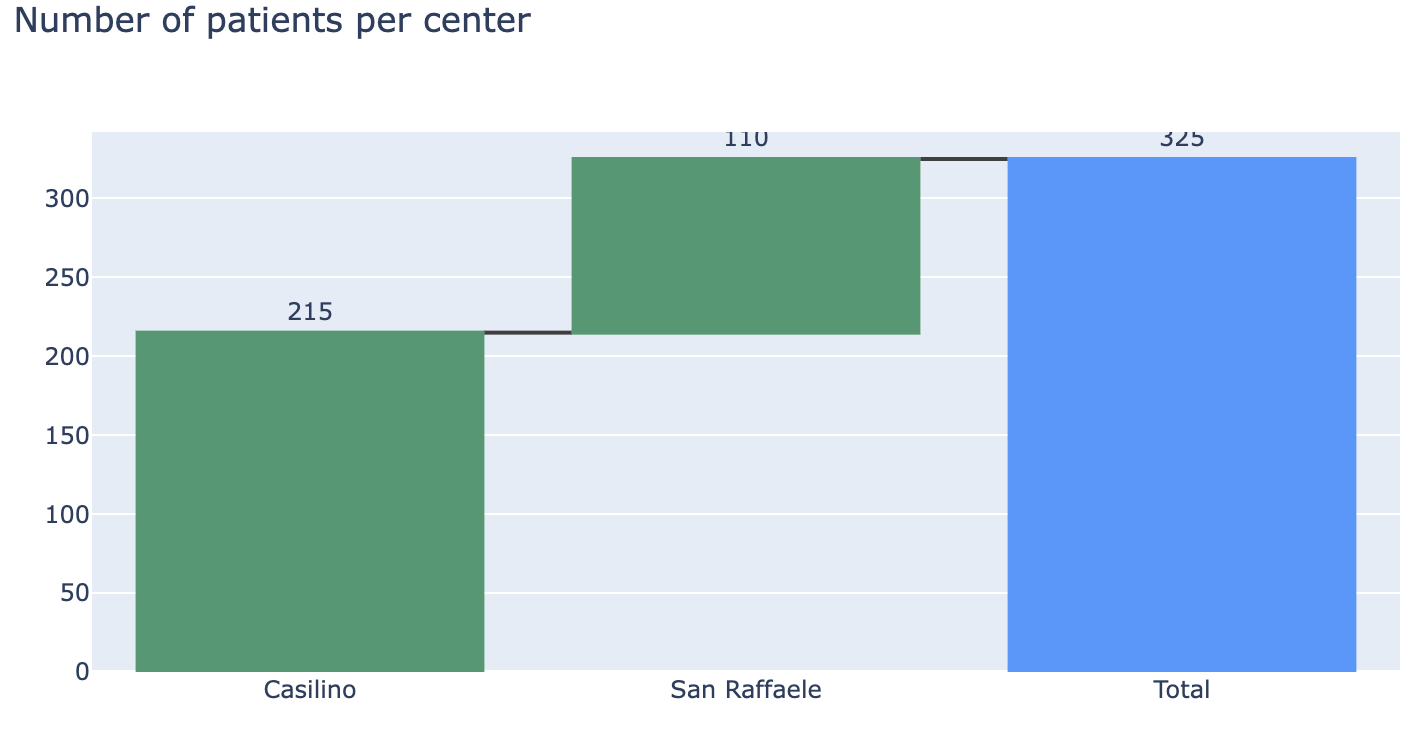 Number of patients per center
110
325
300
250
215
200
150
100
50
0
Casilino
San Raffaele
Total